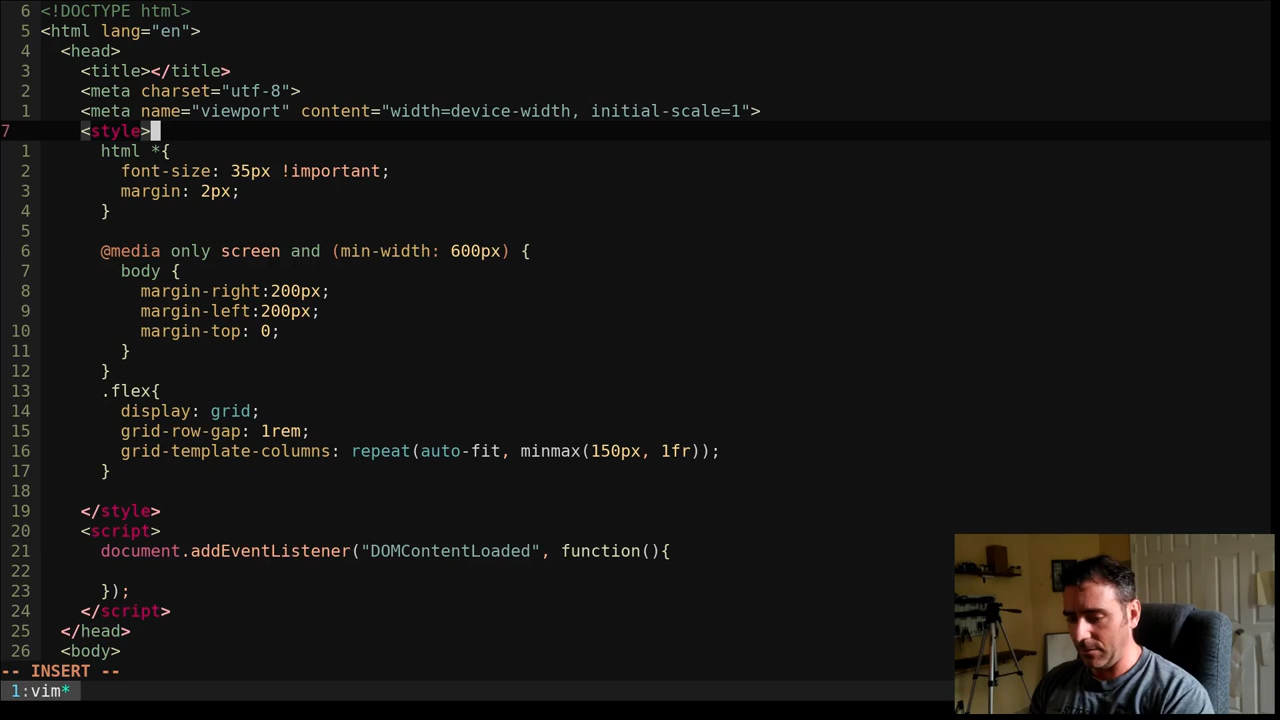 6 <!DOCTYPE html>
5 <html lang="en">
4   <head>
3     <title></title>
2     <meta charset="utf-8">
1     <meta name="viewport" content="width=device-width, initial-scale=1">
7     <style>
1       html *{
2         font-size: 35px !important;
3         margin: 2px;
4       }
5
6       @media only screen and (min-width: 600px) {
7         body {
8           margin-right:200px;
9           margin-left:200px;
10           margin-top: 0;
11         }
12       }
13       .flex{
14         display: grid;
15         grid-row-gap: 1rem;
16         grid-template-columns: repeat(auto-fit, minmax(150px, 1fr));
17       }
18
19     </style>
20     <script>
21       document.addEventListener("DOMContentLoaded", function(){
22
23       });
24     </script>
25   </head>
26   <body>
-- INSERT --
1:vim*